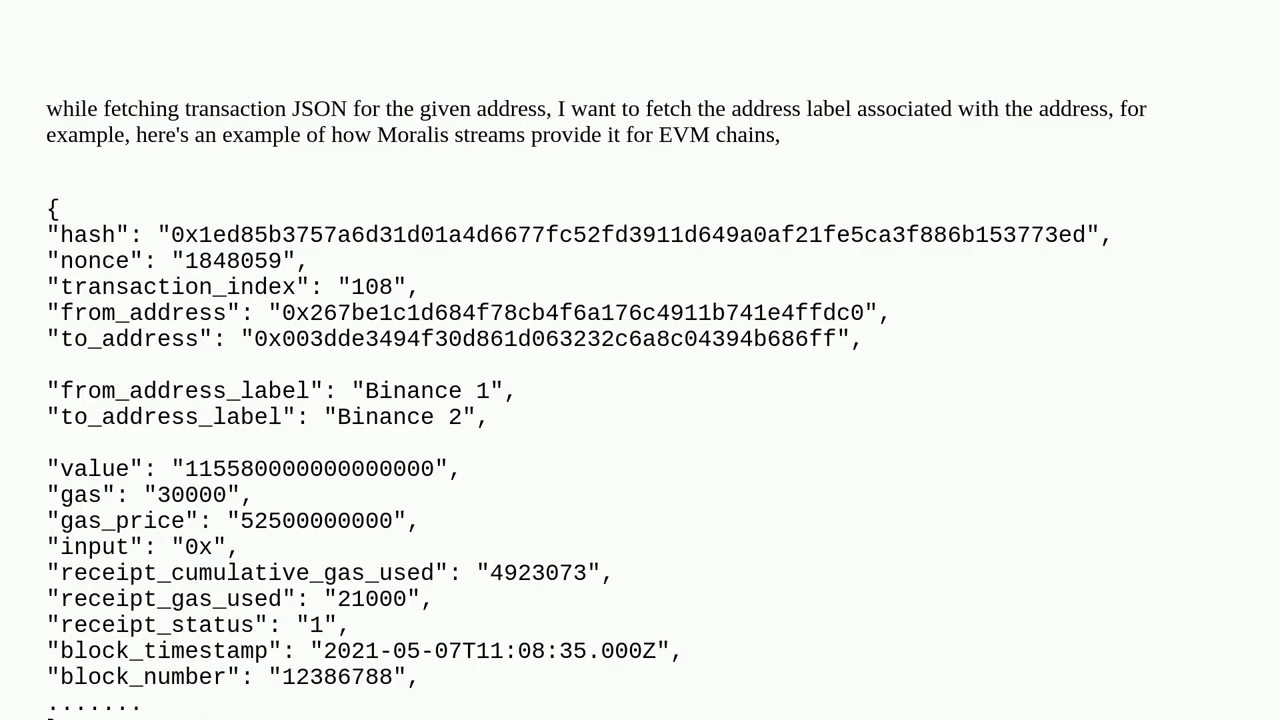 while fetching transaction JSON for the given address, I want to fetch the address label associated with the address, for
example, here's an example of how Moralis streams provide it for EVM chains,
{
"hash": "0x1ed85b3757a6d31d01a4d6677fc52fd3911d649a0af21fe5ca3f886b153773ed",
"nonce": "1848059",
"transaction_index": "108",
"from_address": "0x267be1c1d684f78cb4f6a176c4911b741e4ffdc0",
"to_address": "0x003dde3494f30d861d063232c6a8c04394b686ff",
"from_address_label": "Binance 1",
"to_address_label": "Binance 2",
"value": "115580000000000000",
"gas": "30000",
"gas_price": "52500000000",
"input": "0x",
"receipt_cumulative_gas_used": "4923073",
"receipt_gas_used": "21000",
"receipt_status": "1",
"block_timestamp": "2021-05-07T11:08:35.000Z",
"block_number": "12386788",
.......